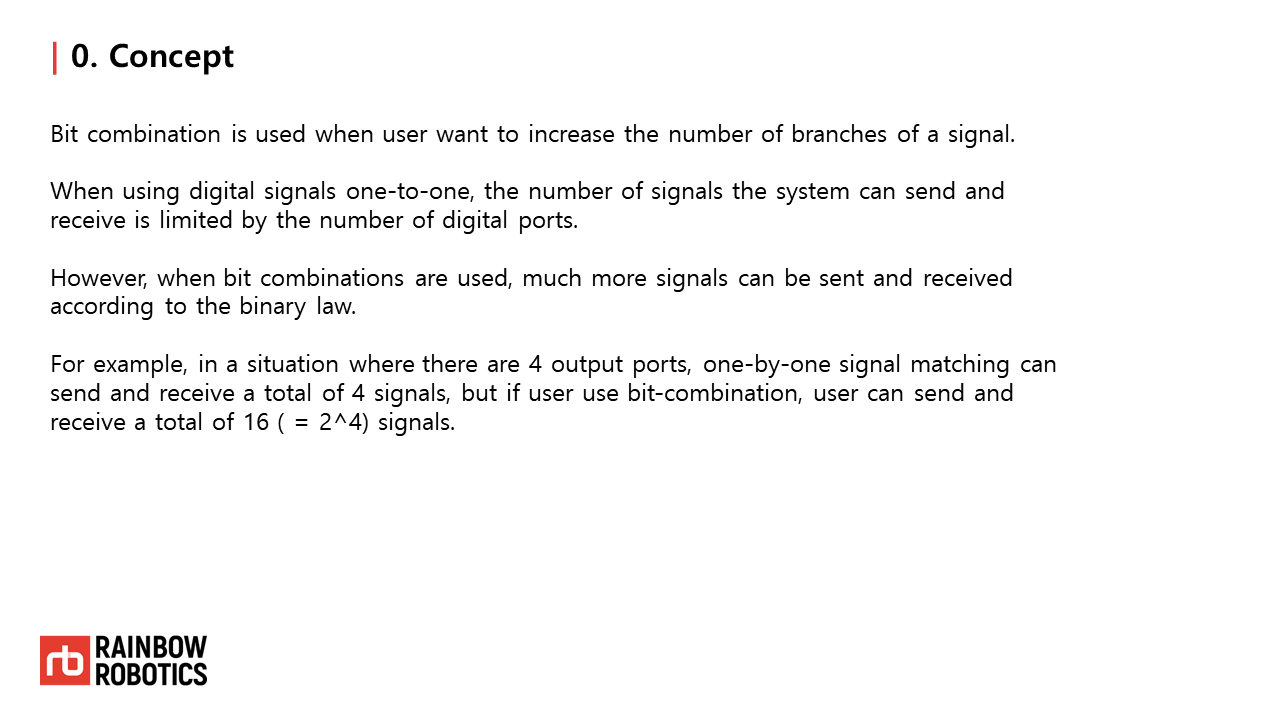 | 0. Concept
Bit combination is used when user want to increase the number of branches of a signal.
When using digital signals one-to-one, the number of signals the system can send and
receive is limited by the number of digital ports.
However, when bit combinations are used, much more signals can be sent and received
according to the binary law.
For example, in a situation where there are 4 output ports, one-by-one signal matching can
send and receive a total of 4 signals, but if user use bit-combination, user can send and
receive a total of 16 ( = 2^4) signals.
rb RAINBOW
ROBOTICS